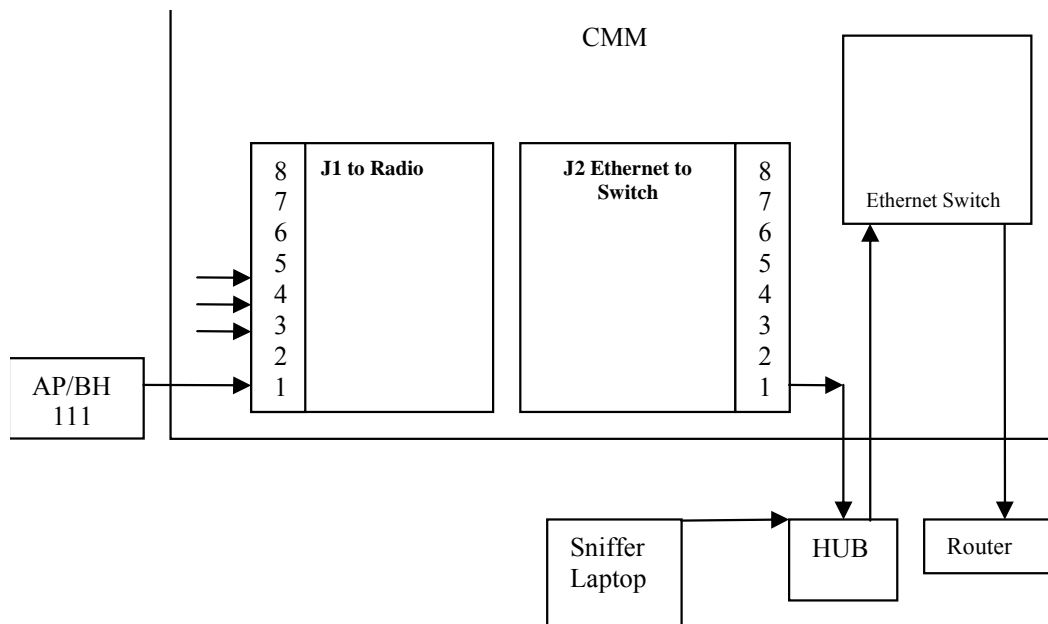 CMM
J1 to Radio
8
7
6
5
4
3
2
1
J2 Ethernet to
Switch
8
7
6
5
4
3
2
1
Ethernet Switch
AP/BH
111
Sniffer
Laptop
HUB
Router